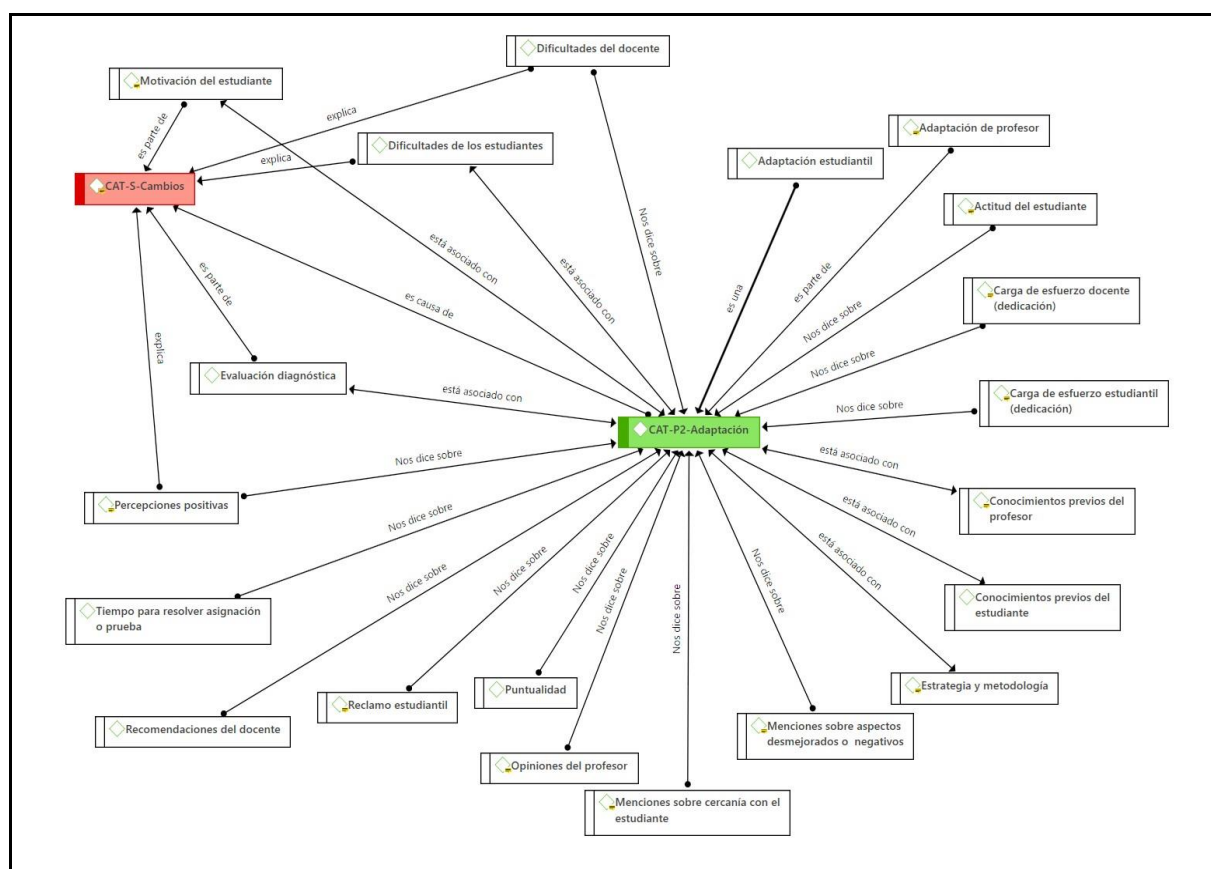 Dificultades del docente
Motivación del estudiante
explica
Adaptación de profesor
es parte de
Dificultades de los estudiantes
explica
Adaptación estudiantil
CAT-S-Cambios
Actitud del estudiante
Nos dice sobre
está asociado con
es parte de
está asociado con
es causa de
es una
es parte de
Nos dice sobre
Carga de esfuerzo docente
(dedicación)
explica
Nos dice sobre
Evaluación diagnóstica
está asociado con
Carga de esfuerzo estudiantil
(dedicación)
Nos dice sobre
CAT-P2-Adaptación
Nos dice sobre
está asociado con
Percepciones positivas
Conocimientos previos del
profesor
Nos dice sobre
está asociado con
Nos dice sobre
Nos dice sobre
Nos dice sobre
Nos dice sobre
Nos dice sobre
Nos dice sobre
está asociado con
Tiempo para resolver asignación
o prueba
Conocimientos previos del
estudiante
Puntualidad
Estrategia y metodología
Reclamo estudiantil
Recomendaciones del docente
Menciones sobre aspectos
desmejorados o  negativos
Opiniones del profesor
Menciones sobre cercanía con el
estudiante